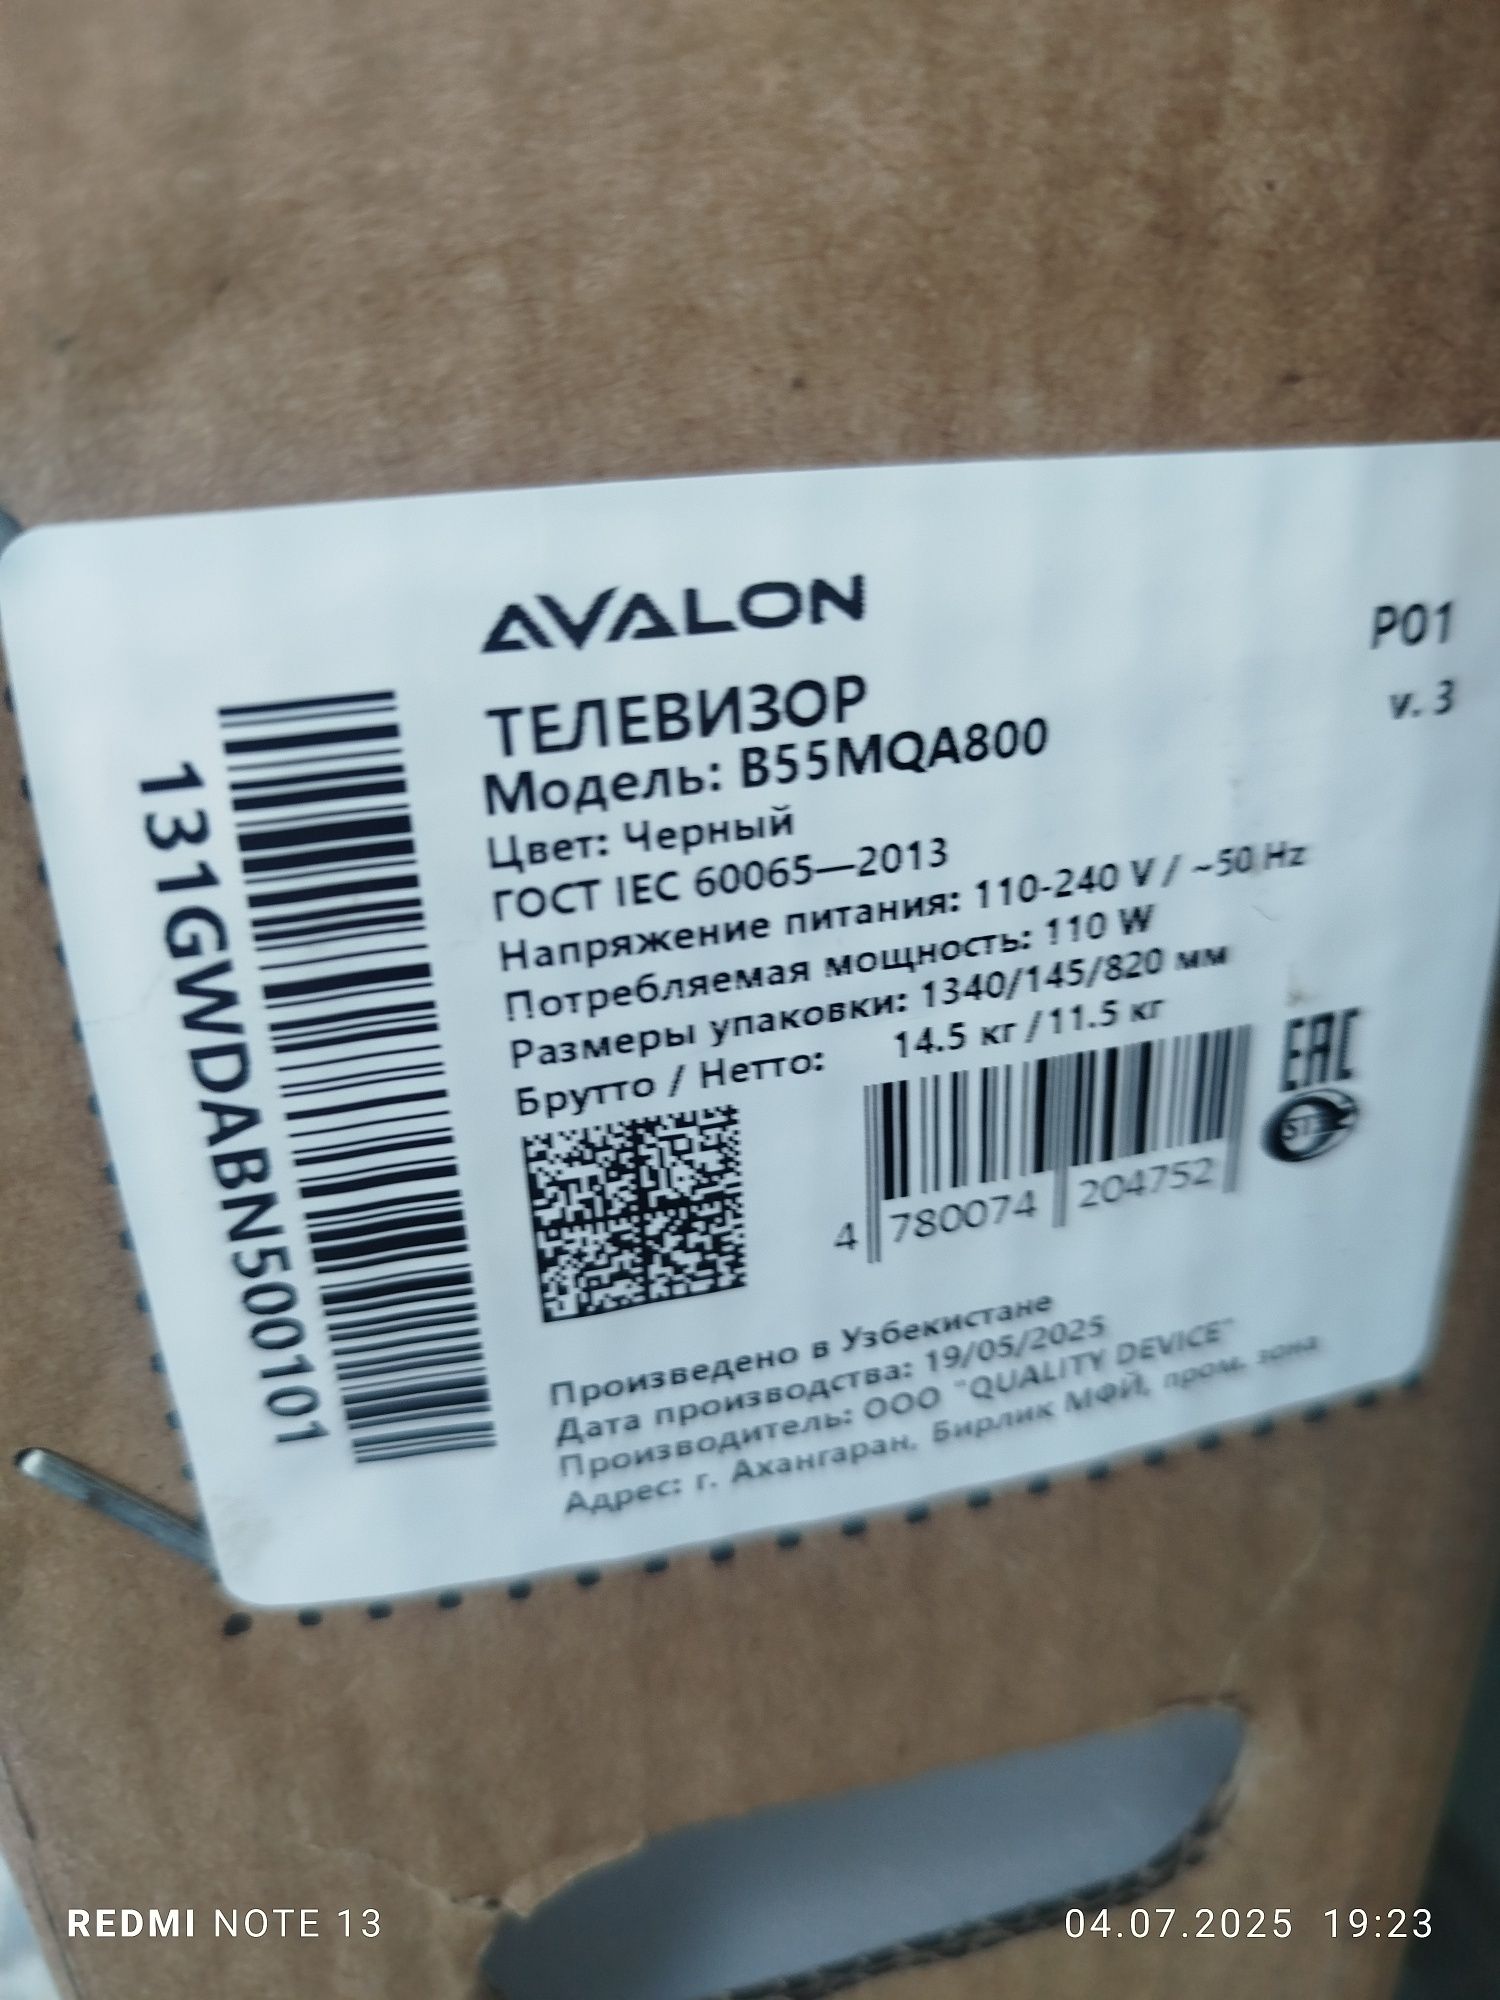 AVALON
P01
v. 3
ТЕЛЕВИЗОР
Модель: B55MQA800
Цвет: Черный
ГОСТ IEC 60065—2013
Напряжение питания: 110-240 V / ~50 Hz
Потребляемая мощность: 110 W
Размеры упаковки: 1340/145/820 мм
Брутто / Нетто: 14.5 кг /11.5 кг
131GWDABN500101
EAC
4 780074 204752
Произведено в Узбекистане
Дата производства: 19/05/2025
Производитель: ООО "QUALITY DEVICE"
Адрес: г. Ахангаран, Бирлик МФЙ, пром. зона
REDMI NOTE 13
04.07.2025 19:23